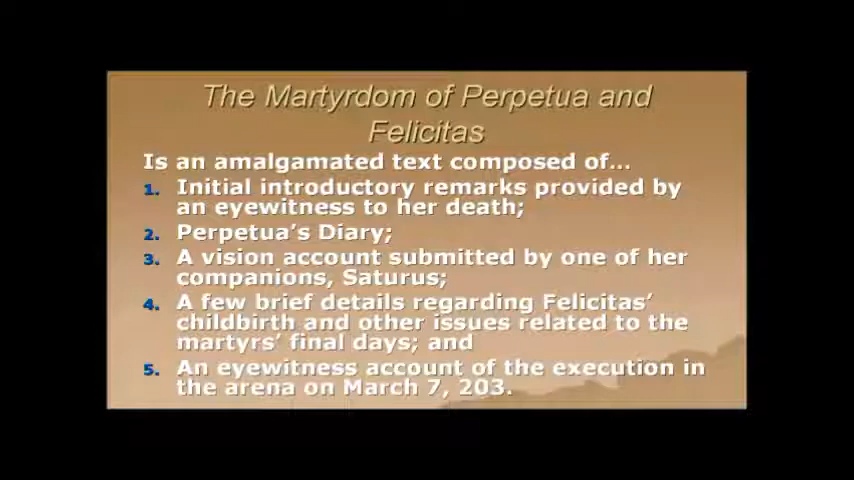 The Martyrdom of Perpetua and
Felicitas
Is an amalgamated text composed of...
1. Initial introductory remarks provided by
an eyewitness to her death;
2. Perpetua's Diary;
3. A vision account submitted by one of her
companions, Saturus;
4. A few brief details regarding Felicitas'
childbirth and other issues related to the
martyrs' final days; and
5. An eyewitness account of the execution in
the arena on March 7, 203.